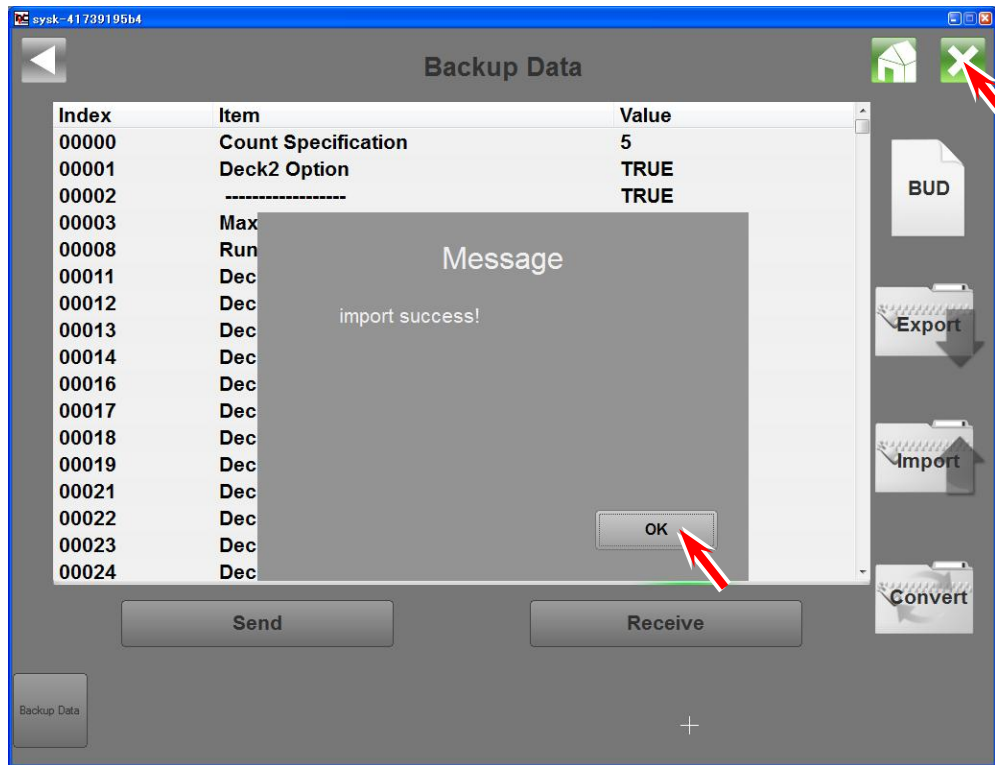 sysk-41739195b4
Backup Data
Index Item Value
00000 Count Specification 5
00001 Deck2 Option TRUE
00002 ----------------- TRUE
00003 Max
00008 Run
00011 Dec
00012 Dec
00013 Dec
00014 Dec
00016 Dec
00017 Dec
00018 Dec
00019 Dec
00021 Dec
00022 Dec
00023 Dec
00024 Dec
Message
import success!
OK
BUD
Export
Import
Convert
Send Receive
Backup Data